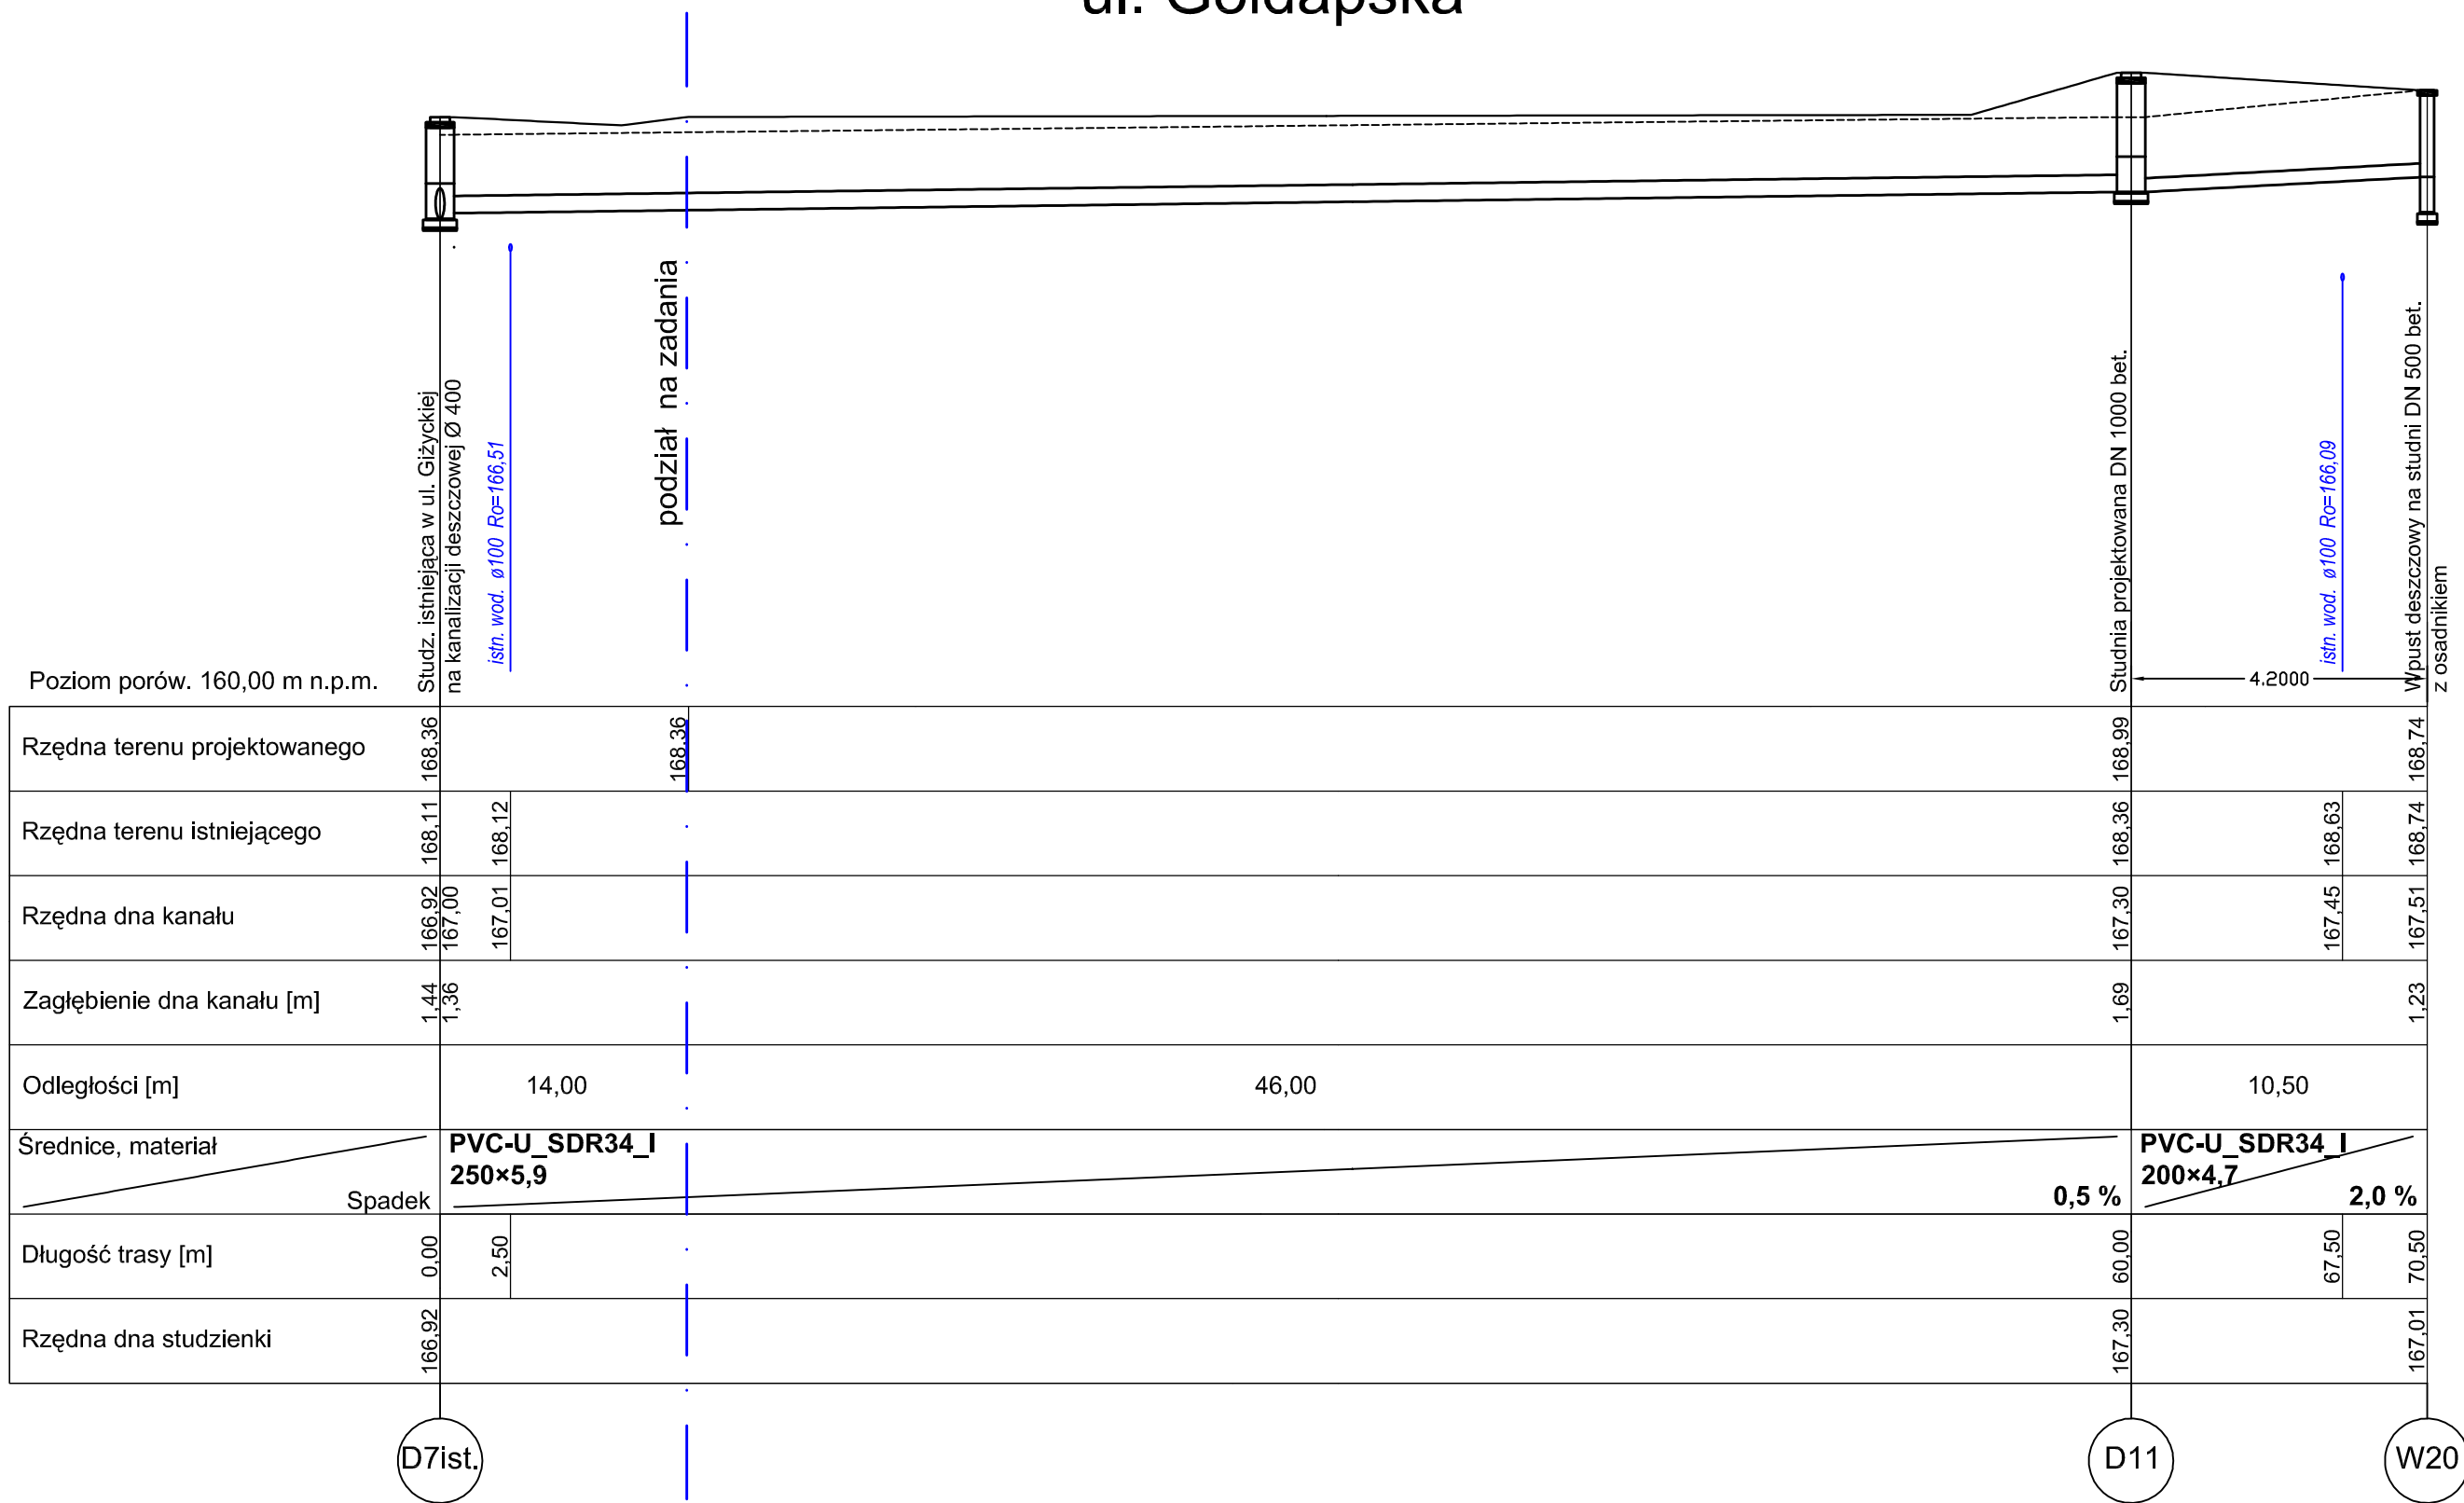 ul. Gołdapska
podział na zadania
Studz. istniejąca w ul. Giżyckiej
na kanalizacji deszczowej Ø 400
istn. wod. ø100 Ro=166,51
Studnia projektowana DN 1000 bet.
istn. wod. ø100 Ro=166,09
Wpust deszczowy na studni DN 500 bet.
z osadnikiem
Poziom porów. 160,00 m n.p.m.
4.2000
Rzędna terenu projektowanego 168,36 168,36 168,99 168,74
Rzędna terenu istniejącego 168,11 168,12 168,36 168,63 168,74
Rzędna dna kanału 166,92 167,00 167,01 167,30 167,45 167,51
Zagłębienie dna kanału [m] 1,44 1,36 1,69 1,23
Odległości [m] 14,00 46,00 10,50
Średnice, materiał PVC-U_SDR34_I PVC-U_SDR34_I
250×5,9 200×4,7
Spadek 0,5 % 2,0 %
Długość trasy [m] 0,00 2,50 60,00 67,50 70,50
Rzędna dna studzienki 166,92 167,30 167,01
D7ist. D11 W20